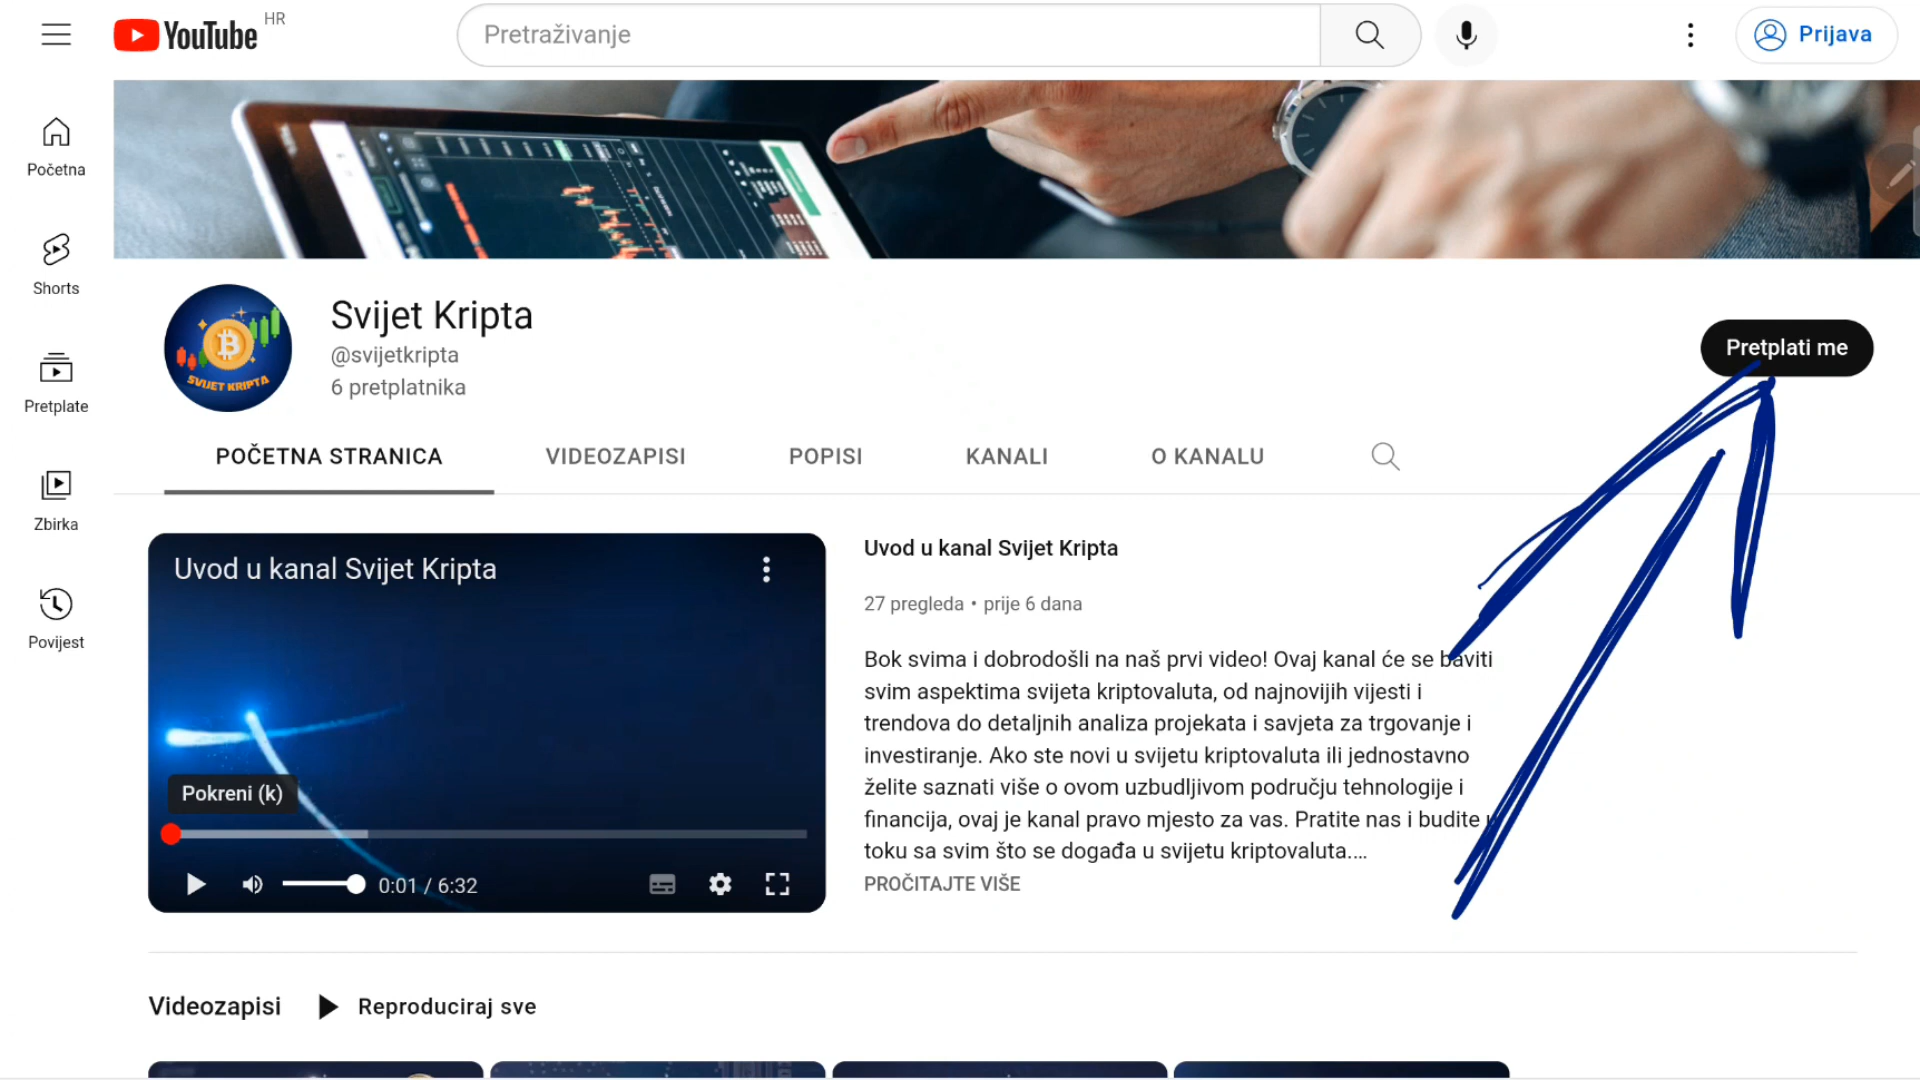 YouTube HR
Pretraživanje
Prijava
Početna
Shorts
Pretplate
Zbirka
Povijest
SVIJET KRIPTA
Svijet Kripta
@svijetkripta
6 pretplatnika
Pretplati me
POČETNA STRANICA VIDEOZAPISI POPISI KANALI O KANALU
Uvod u kanal Svijet Kripta
Pokreni (k)
0:01 / 6:32
Uvod u kanal Svijet Kripta
27 pregleda • prije 6 dana
Bok svima i dobrodošli na naš prvi video! Ovaj kanal će se baviti
svim aspektima svijeta kriptovaluta, od najnovijih vijesti i
trendova do detaljnih analiza projekata i savjeta za trgovanje i
investiranje. Ako ste novi u svijetu kriptovaluta ili jednostavno
želite saznati više o ovom uzbudljivom području tehnologije i
financija, ovaj je kanal pravo mjesto za vas. Pratite nas i budite u
toku sa svim što se događa u svijetu kriptovaluta....
PROČITAJTE VIŠE
Videozapisi Reproduciraj sve